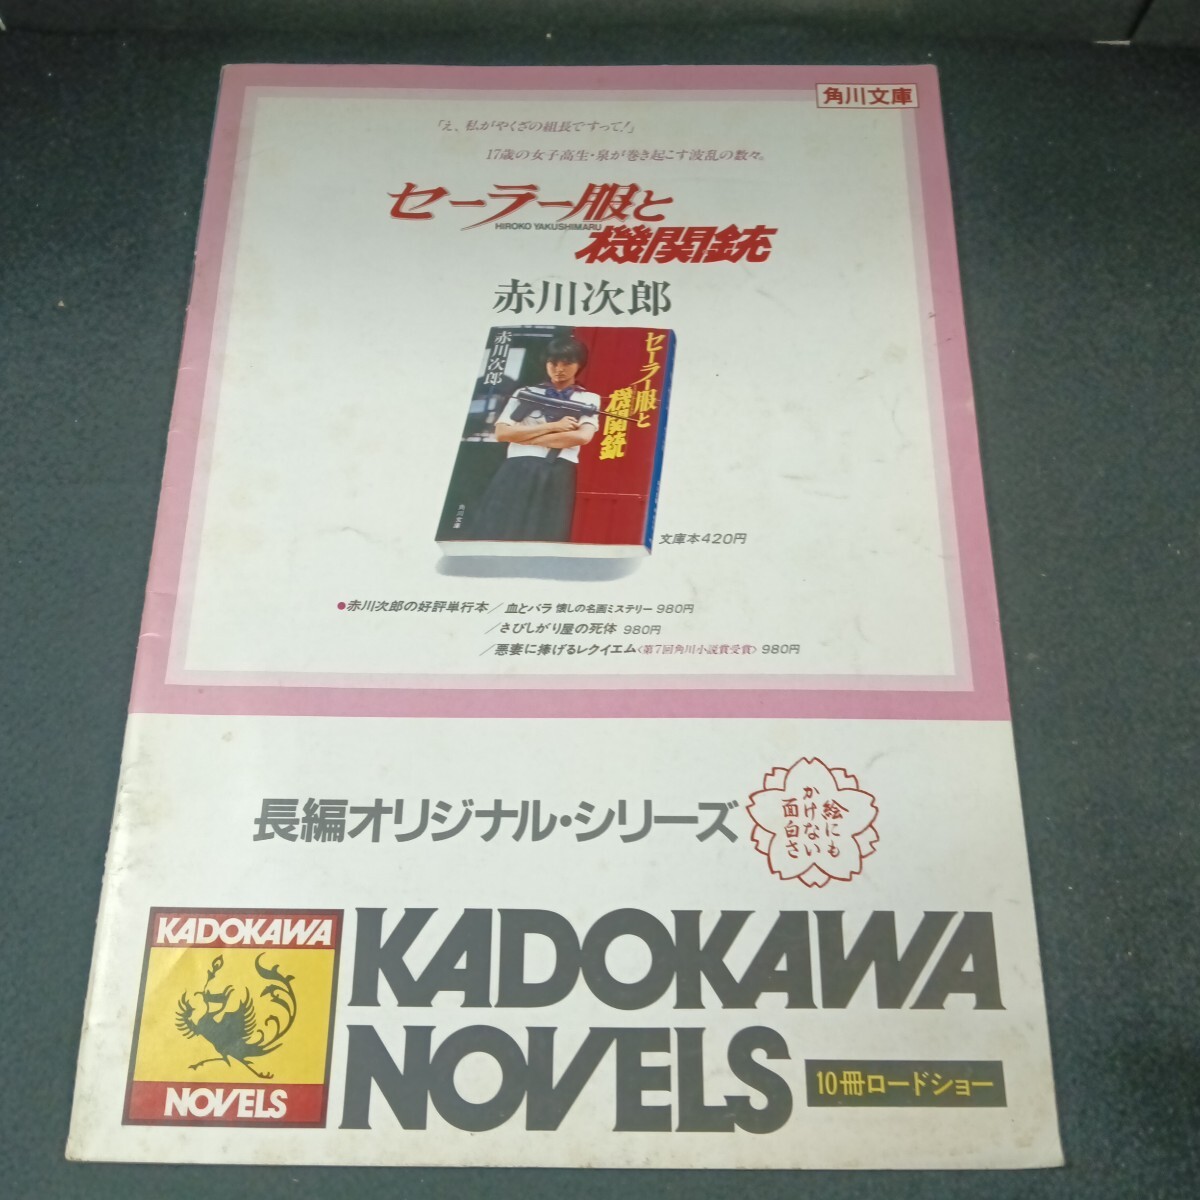 角川文庫
「え、私がやくざの組長ですって!」
17歳の女子高生・泉が巻き起こす波乱の数々。
セーラー服と
HIROKO YAKUSHIMARU
機関銃
赤川次郎
赤川次郎
セーラー服と
機関銃
角川文庫
文庫本420円
●赤川次郎の好評単行本/血とバラ 懐しの名画ミステリー 980円
/さびしがり屋の死体 980円
/悪妻に捧げるレクイエム〈第7回角川小説賞受賞〉980円
長編オリジナル・シリーズ
絵にも
かけない
面白さ
KADOKAWA
NOVELS
KADOKAWA
NOVELS
10冊ロードショー